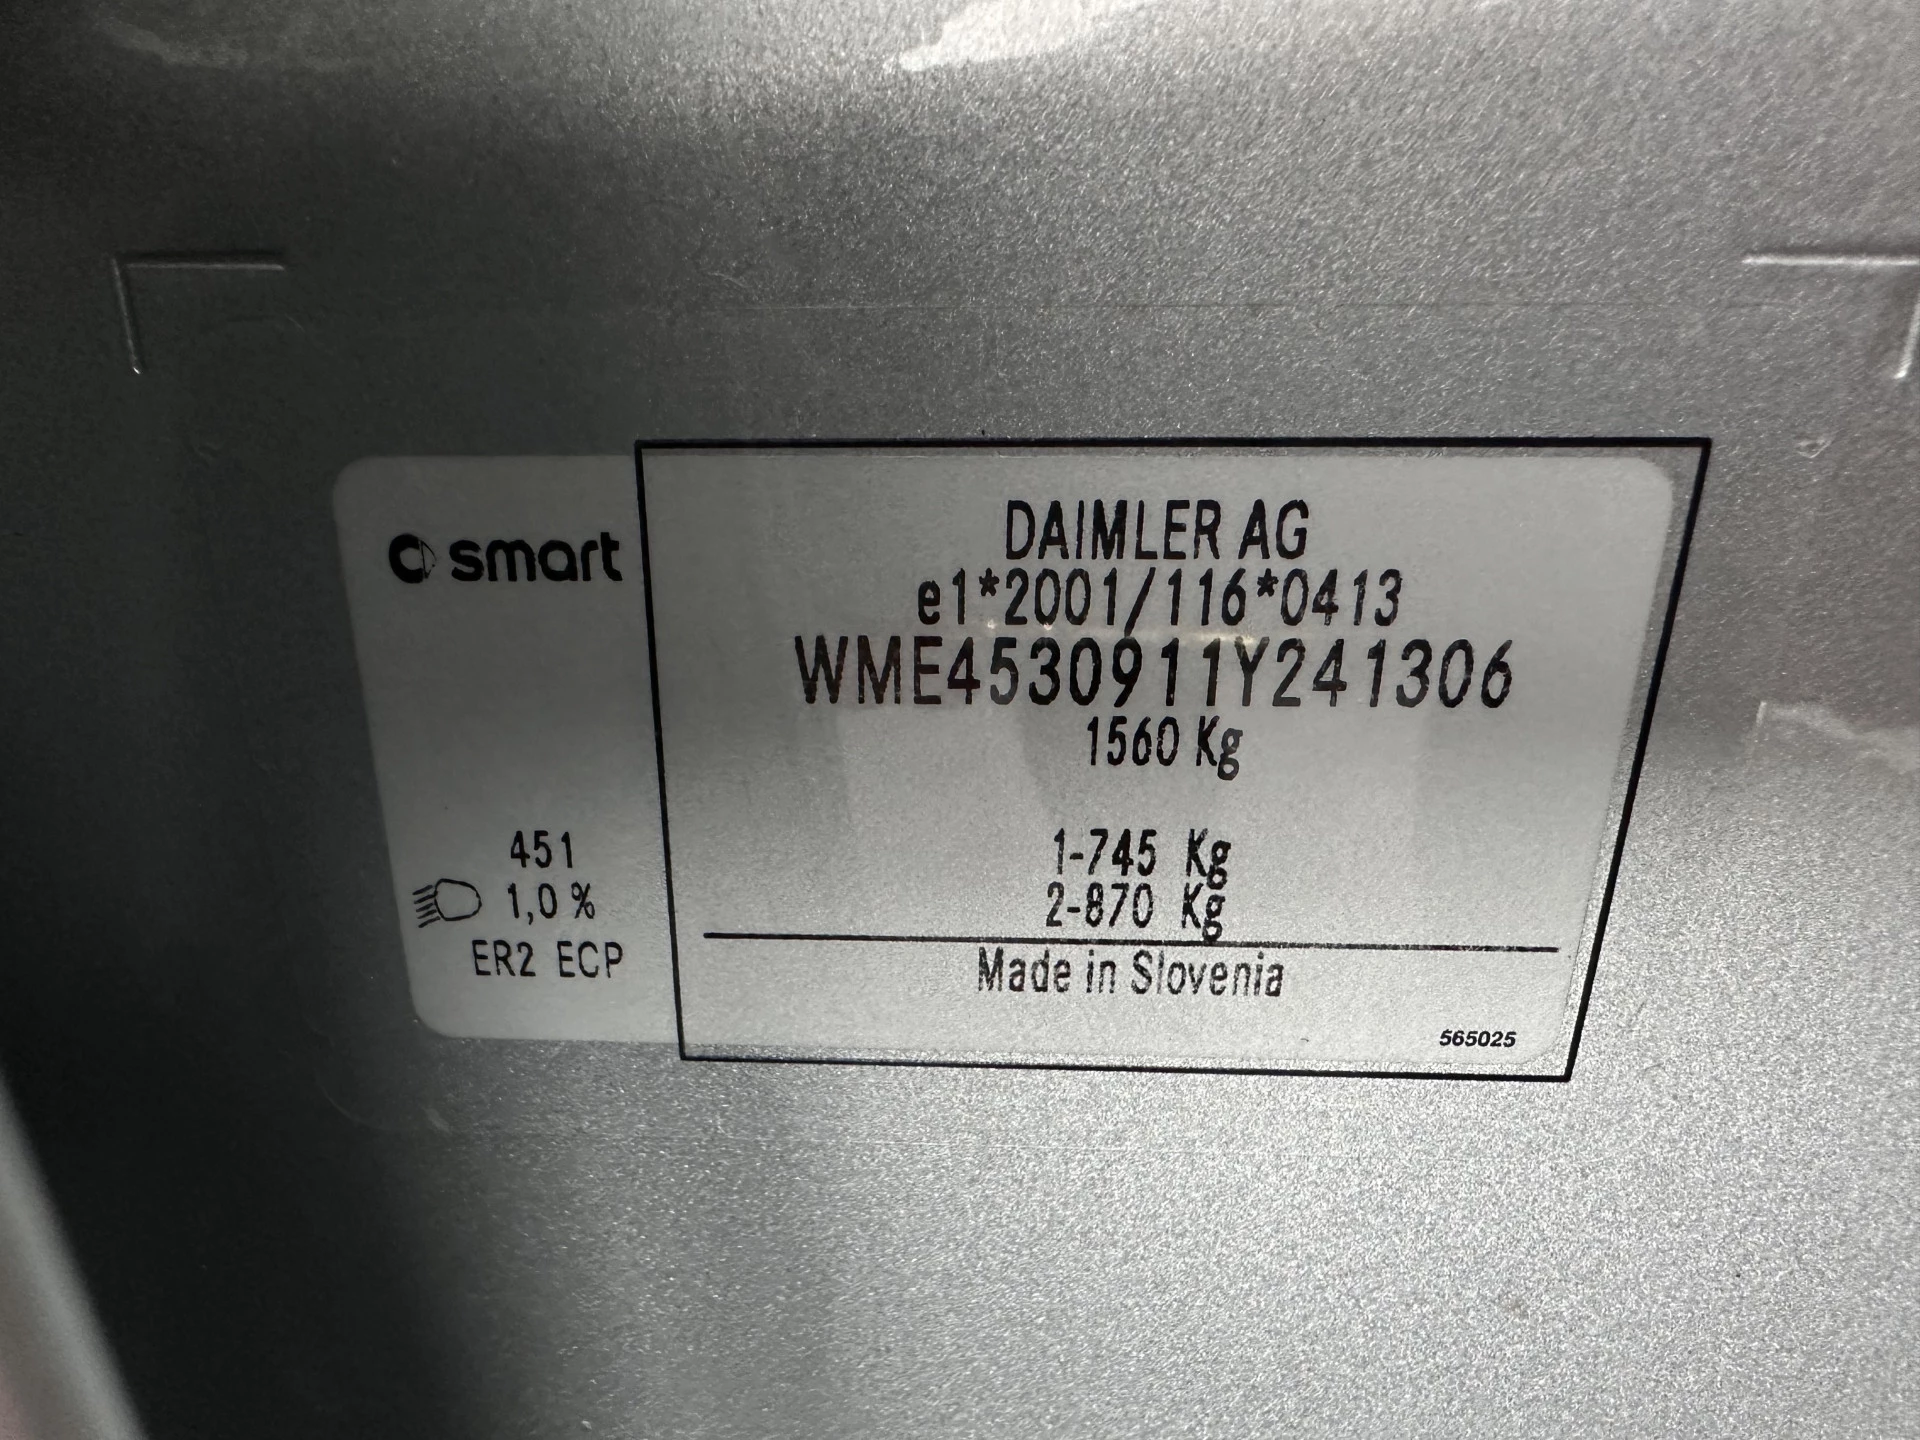 smart
DAIMLER AG
e1*2001/116*0413
WME4530911Y241306
1560 Kg
1-745 Kg
2-870 Kg
451
1,0 %
ER2 ECP
Made in Slovenia
565025